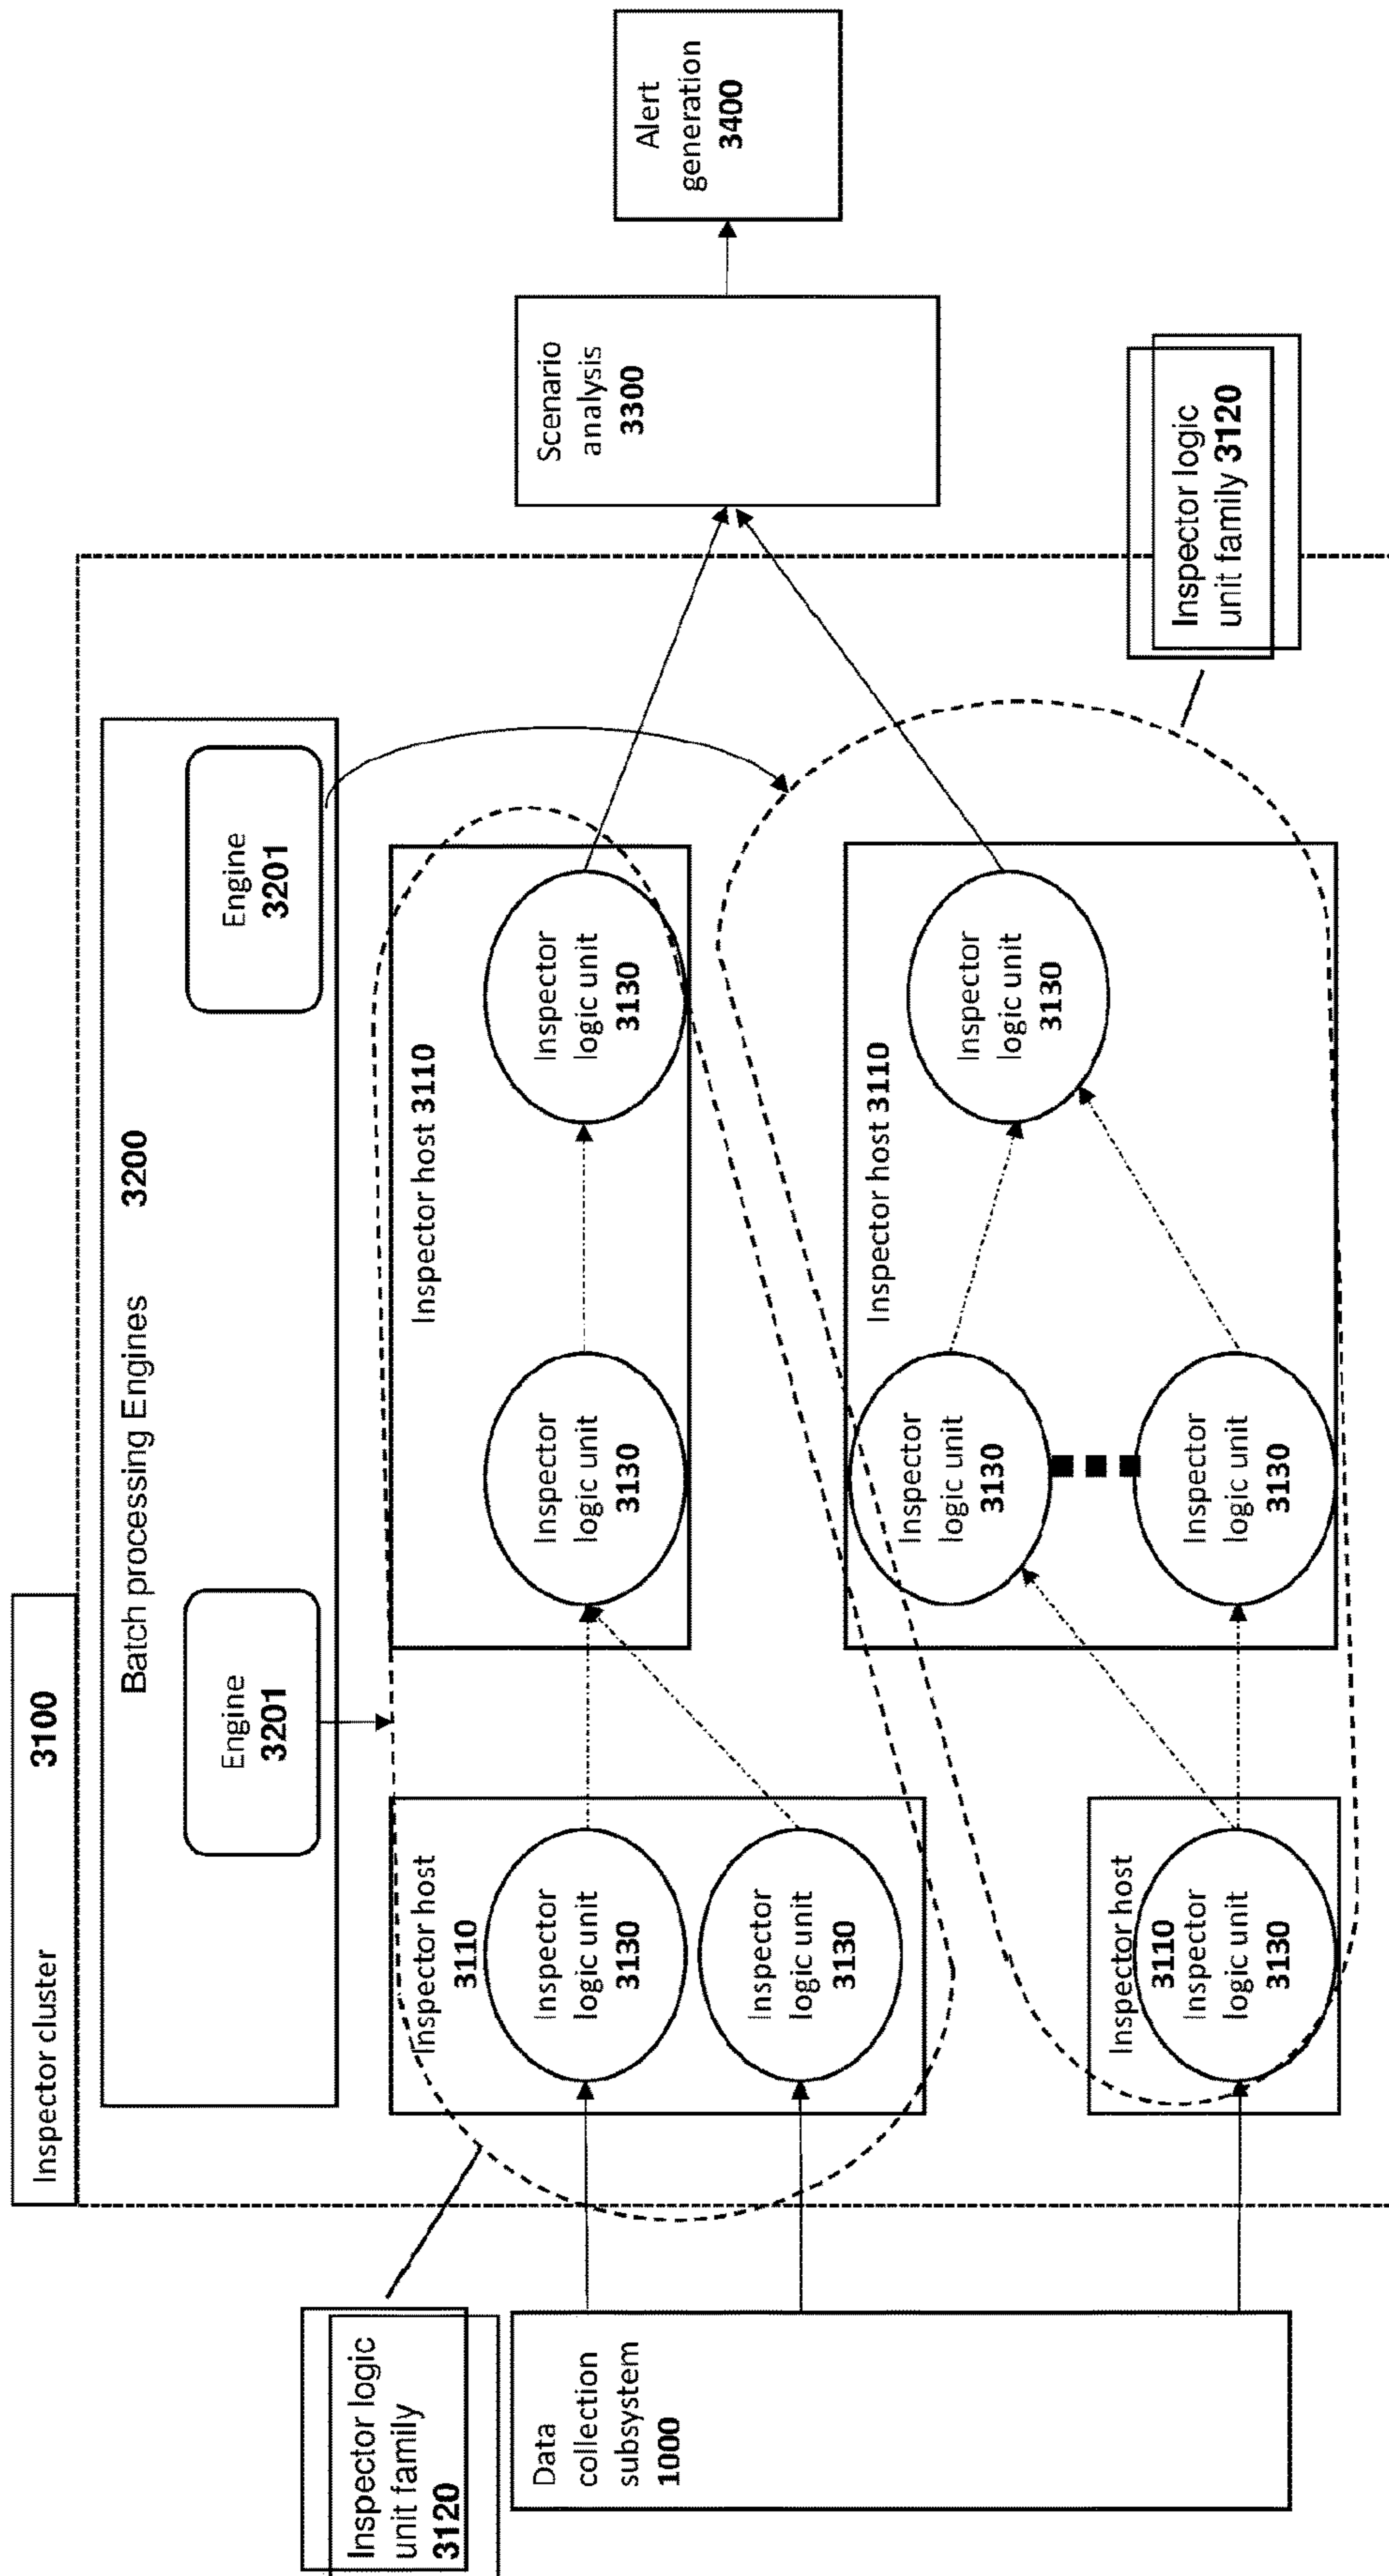 Inspector cluster 3100
Batch processing Engines 3200
Engine
3201
Engine
3201
Inspector logic
unit family
3120
Data
collection
subsystem
1000
Inspector host
3110
Inspector
logic unit
3130
Inspector
logic unit
3130
Inspector host 3110
Inspector
logic unit
3130
Inspector
logic unit
3130
Inspector host
3110
Inspector
logic unit
3130
Inspector host 3110
Inspector
logic unit
3130
Inspector
logic unit
3130
Inspector
logic unit
3130
Inspector logic
unit family 3120
Scenario
analysis
3300
Alert
generation
3400